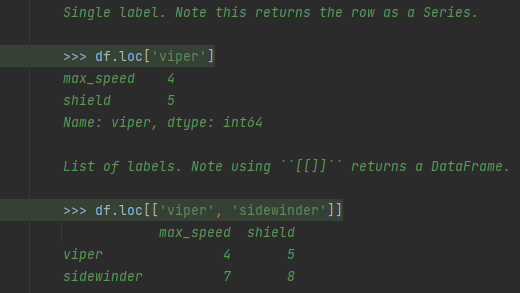 Single label. Note this returns the row as a Series.
>>> df.loc['viper']
max_speed    4
shield       5
Name: viper, dtype: int64
List of labels. Note using ``[[]]`` returns a DataFrame.
>>> df.loc[['viper', 'sidewinder']]
            max_speed  shield
viper               4       5
sidewinder          7       8